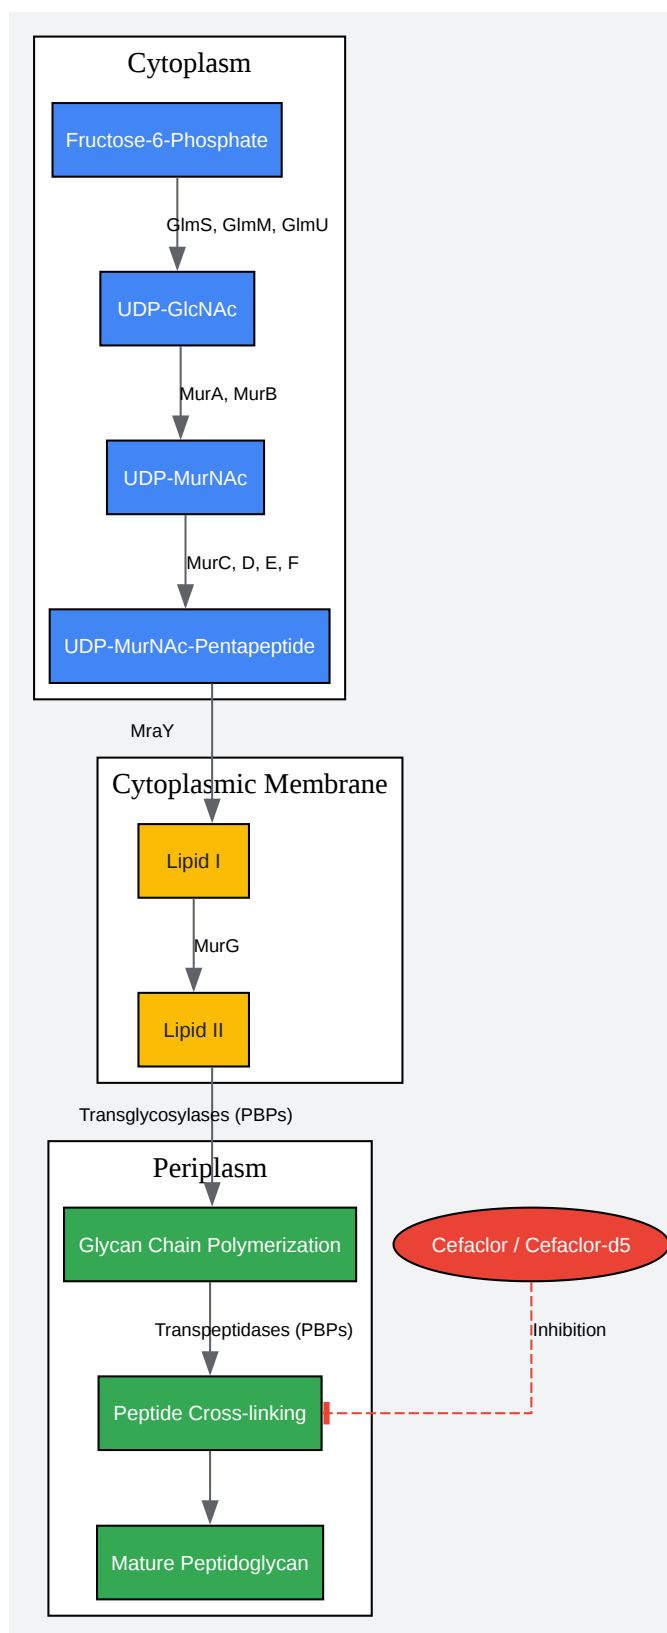 Cytoplasm
Fructose-6-Phosphate
GlmS, GlmM, GlmU
UDP-GlcNAc
MurA, MurB
UDP-MurNAc
MurC, D, E, F
UDP-MurNAc-Pentapeptide
MraY
Cytoplasmic Membrane
Lipid I
MurG
Lipid II
Transglycosylases (PBPs)
Periplasm
Glycan Chain Polymerization
Cefaclor / Cefaclor-d5
Transpeptidases (PBPs)
Inhibition
Peptide Cross-linking
Mature Peptidoglycan